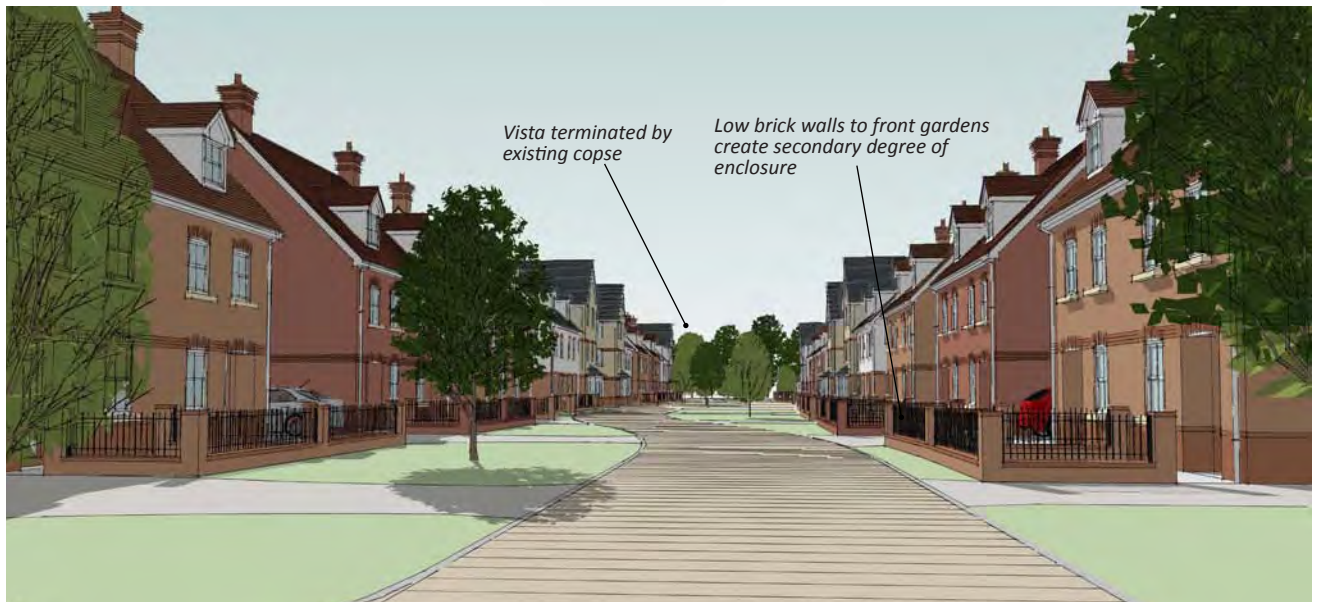 Vista terminated by
existing copse
Low brick walls to front gardens
create secondary degree of
enclosure